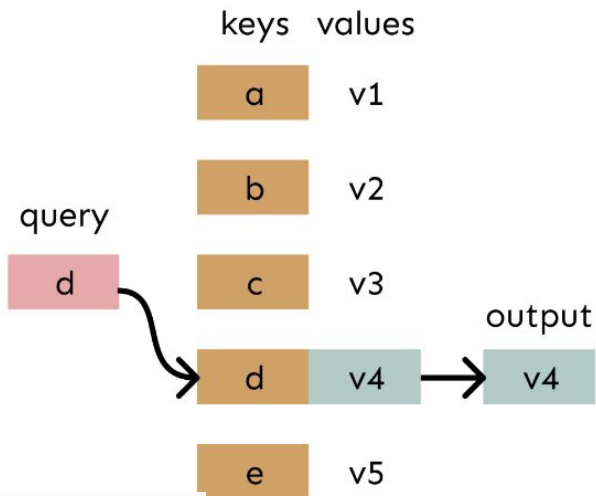 keys values
a v1
b v2
query
d
c v3
output
d v4 v4
e v5